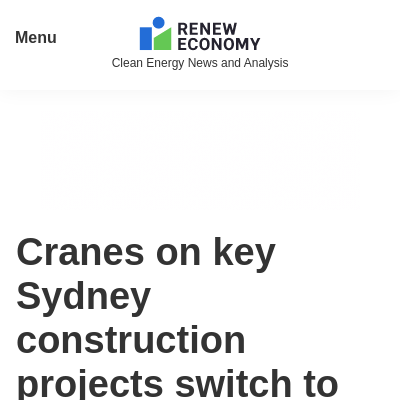 Menu
RENEW
ECONOMY
Clean Energy News and Analysis
Cranes on key
Sydney
construction
projects switch to